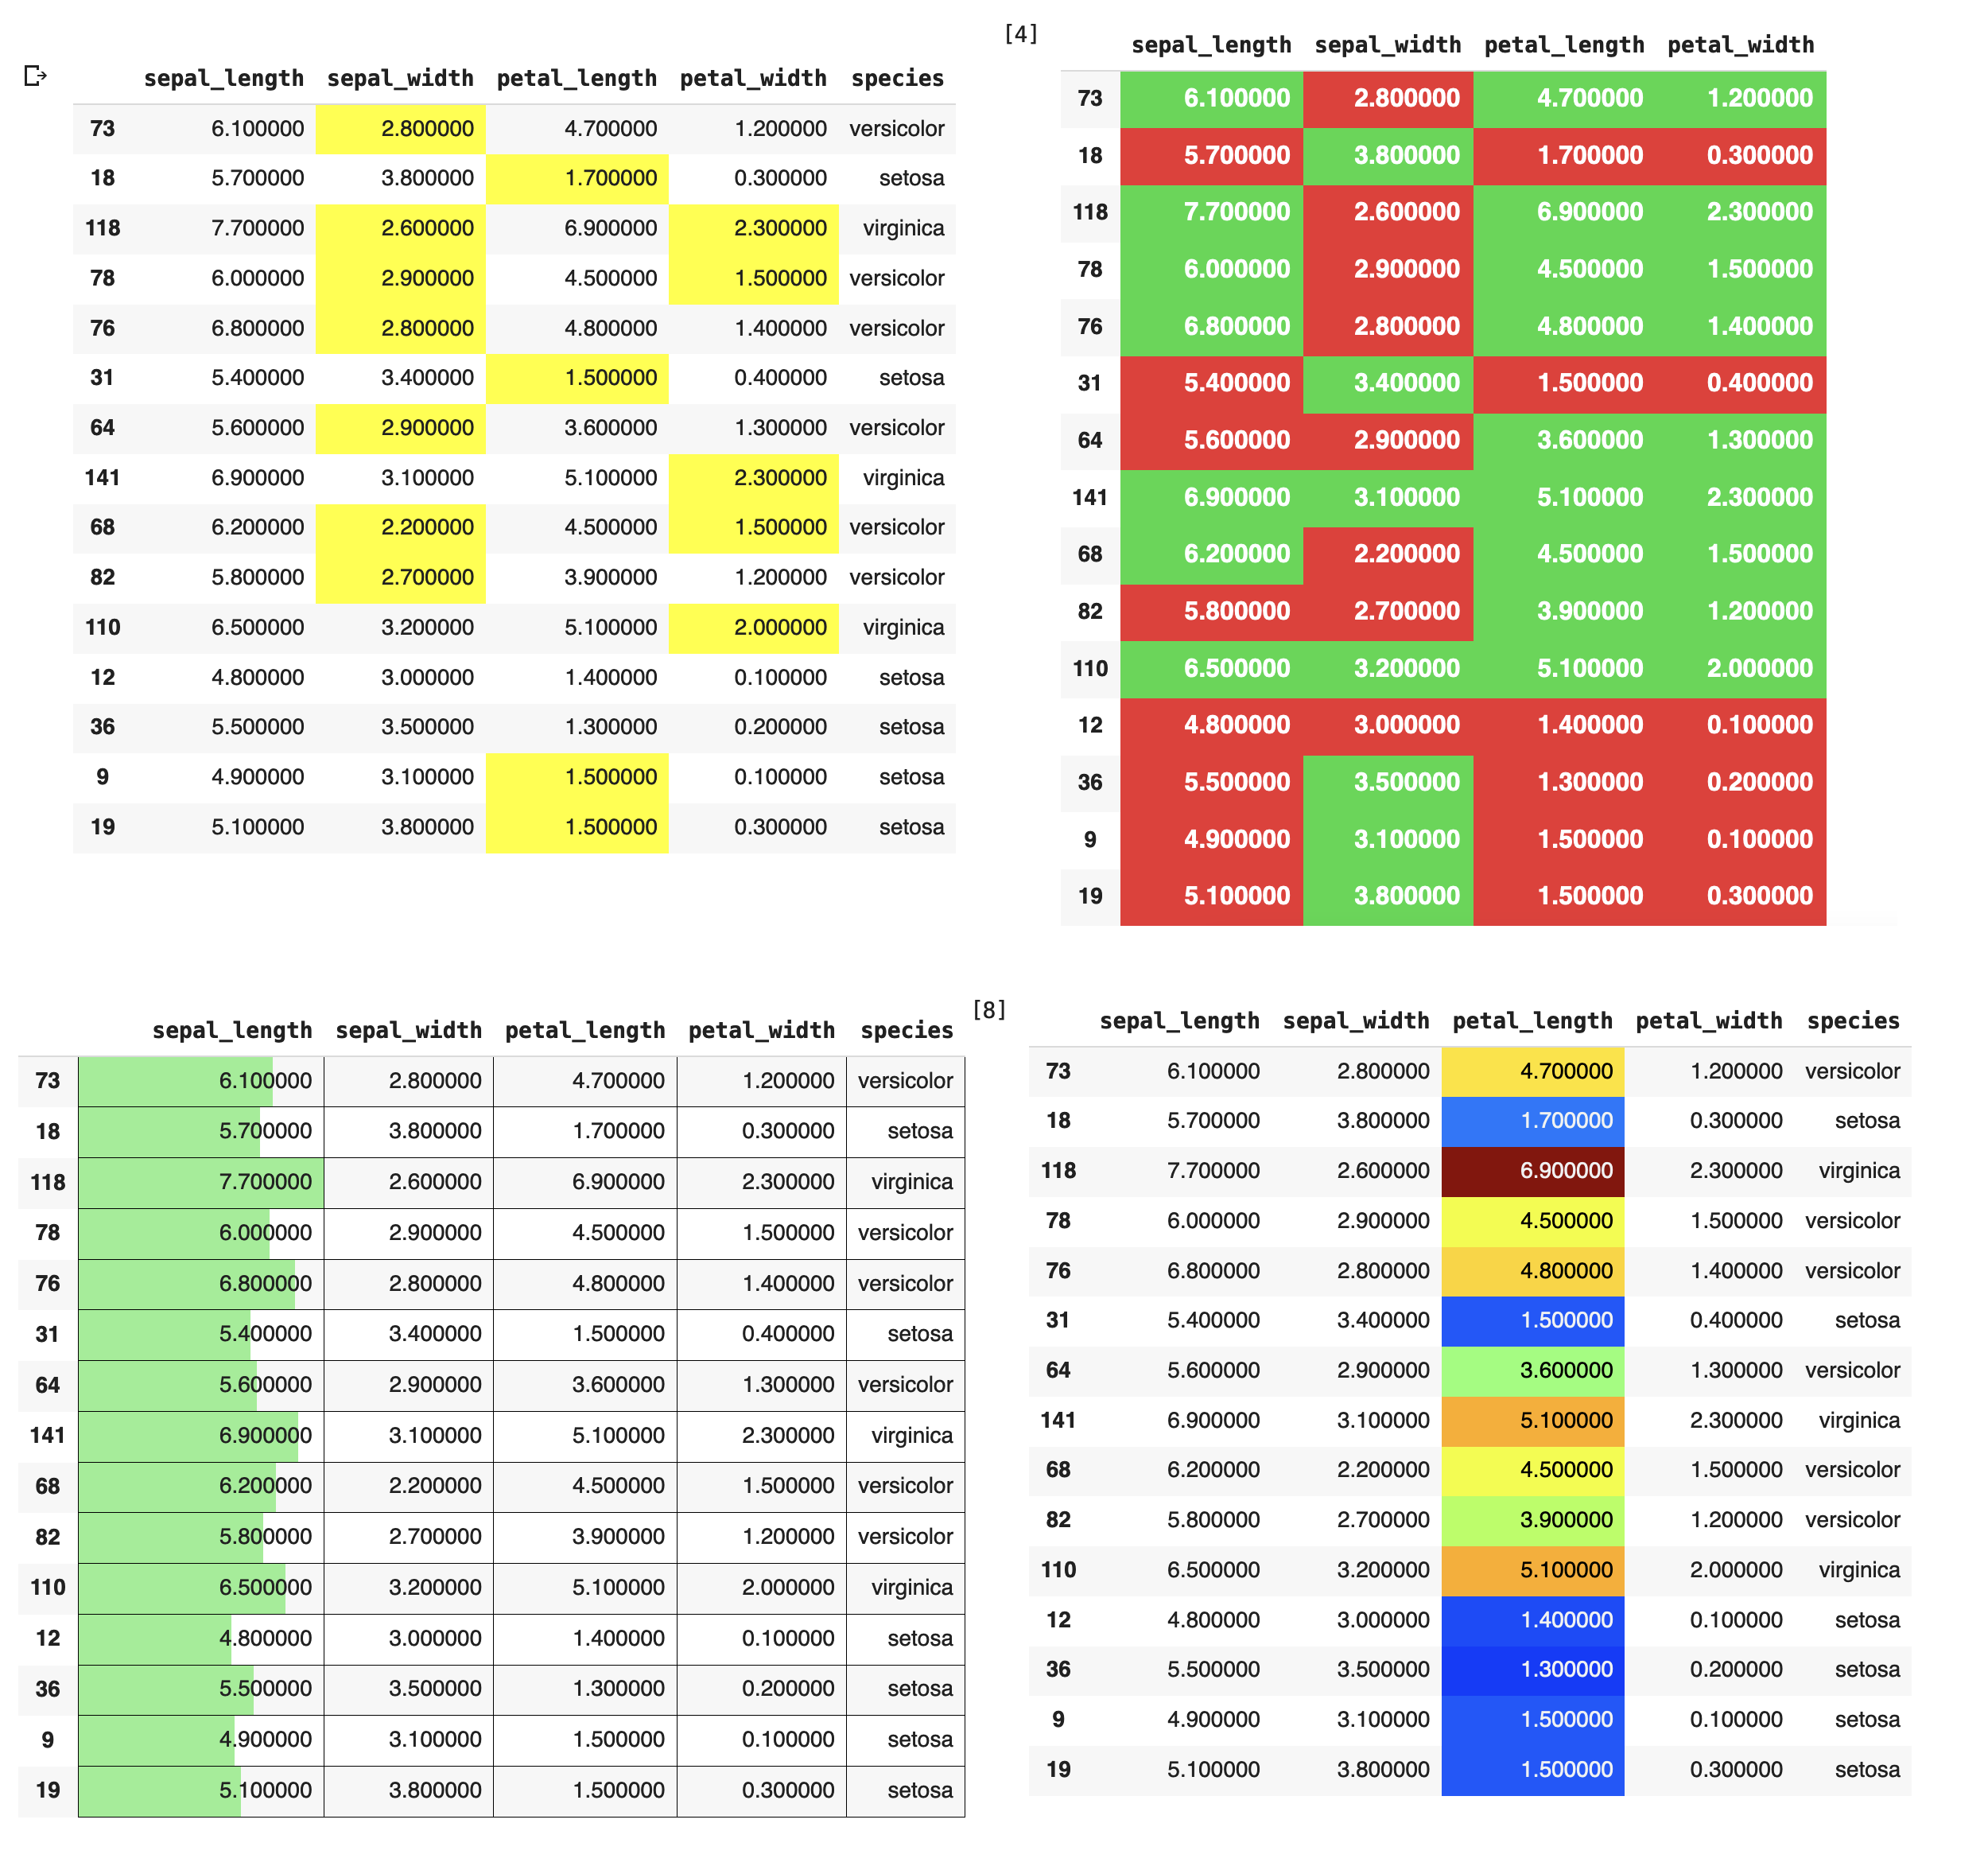 sepal_length sepal_width petal_length petal_width species
73 6.100000 2.800000 4.700000 1.200000 versicolor
18 5.700000 3.800000 1.700000 0.300000 setosa
118 7.700000 2.600000 6.900000 2.300000 virginica
78 6.000000 2.900000 4.500000 1.500000 versicolor
76 6.800000 2.800000 4.800000 1.400000 versicolor
31 5.400000 3.400000 1.500000 0.400000 setosa
64 5.600000 2.900000 3.600000 1.300000 versicolor
141 6.900000 3.100000 5.100000 2.300000 virginica
68 6.200000 2.200000 4.500000 1.500000 versicolor
82 5.800000 2.700000 3.900000 1.200000 versicolor
110 6.500000 3.200000 5.100000 2.000000 virginica
12 4.800000 3.000000 1.400000 0.100000 setosa
36 5.500000 3.500000 1.300000 0.200000 setosa
9 4.900000 3.100000 1.500000 0.100000 setosa
19 5.100000 3.800000 1.500000 0.300000 setosa
[4]
sepal_length sepal_width petal_length petal_width
73 6.100000 2.800000 4.700000 1.200000
18 5.700000 3.800000 1.700000 0.300000
118 7.700000 2.600000 6.900000 2.300000
78 6.000000 2.900000 4.500000 1.500000
76 6.800000 2.800000 4.800000 1.400000
31 5.400000 3.400000 1.500000 0.400000
64 5.600000 2.900000 3.600000 1.300000
141 6.900000 3.100000 5.100000 2.300000
68 6.200000 2.200000 4.500000 1.500000
82 5.800000 2.700000 3.900000 1.200000
110 6.500000 3.200000 5.100000 2.000000
12 4.800000 3.000000 1.400000 0.100000
36 5.500000 3.500000 1.300000 0.200000
9 4.900000 3.100000 1.500000 0.100000
19 5.100000 3.800000 1.500000 0.300000
sepal_length sepal_width petal_length petal_width species
73 6.100000 2.800000 4.700000 1.200000 versicolor
18 5.700000 3.800000 1.700000 0.300000 setosa
118 7.700000 2.600000 6.900000 2.300000 virginica
78 6.000000 2.900000 4.500000 1.500000 versicolor
76 6.800000 2.800000 4.800000 1.400000 versicolor
31 5.400000 3.400000 1.500000 0.400000 setosa
64 5.600000 2.900000 3.600000 1.300000 versicolor
141 6.900000 3.100000 5.100000 2.300000 virginica
68 6.200000 2.200000 4.500000 1.500000 versicolor
82 5.800000 2.700000 3.900000 1.200000 versicolor
110 6.500000 3.200000 5.100000 2.000000 virginica
12 4.800000 3.000000 1.400000 0.100000 setosa
36 5.500000 3.500000 1.300000 0.200000 setosa
9 4.900000 3.100000 1.500000 0.100000 setosa
19 5.100000 3.800000 1.500000 0.300000 setosa
[8]
sepal_length sepal_width petal_length petal_width species
73 6.100000 2.800000 4.700000 1.200000 versicolor
18 5.700000 3.800000 1.700000 0.300000 setosa
118 7.700000 2.600000 6.900000 2.300000 virginica
78 6.000000 2.900000 4.500000 1.500000 versicolor
76 6.800000 2.800000 4.800000 1.400000 versicolor
31 5.400000 3.400000 1.500000 0.400000 setosa
64 5.600000 2.900000 3.600000 1.300000 versicolor
141 6.900000 3.100000 5.100000 2.300000 virginica
68 6.200000 2.200000 4.500000 1.500000 versicolor
82 5.800000 2.700000 3.900000 1.200000 versicolor
110 6.500000 3.200000 5.100000 2.000000 virginica
12 4.800000 3.000000 1.400000 0.100000 setosa
36 5.500000 3.500000 1.300000 0.200000 setosa
9 4.900000 3.100000 1.500000 0.100000 setosa
19 5.100000 3.800000 1.500000 0.300000 setosa